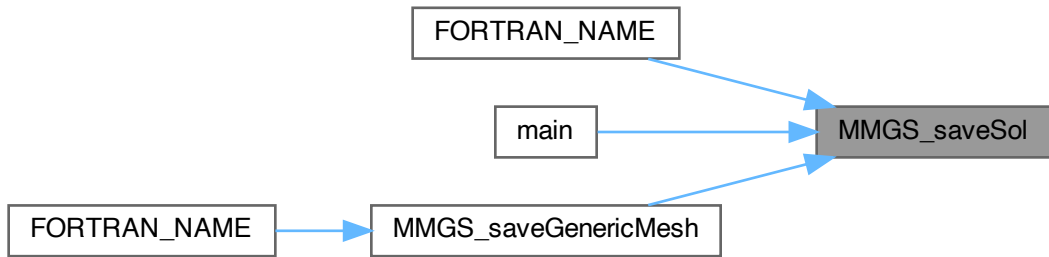 FORTRAN_NAME
main
MMGS_saveSol
FORTRAN_NAME
MMGS_saveGenericMesh